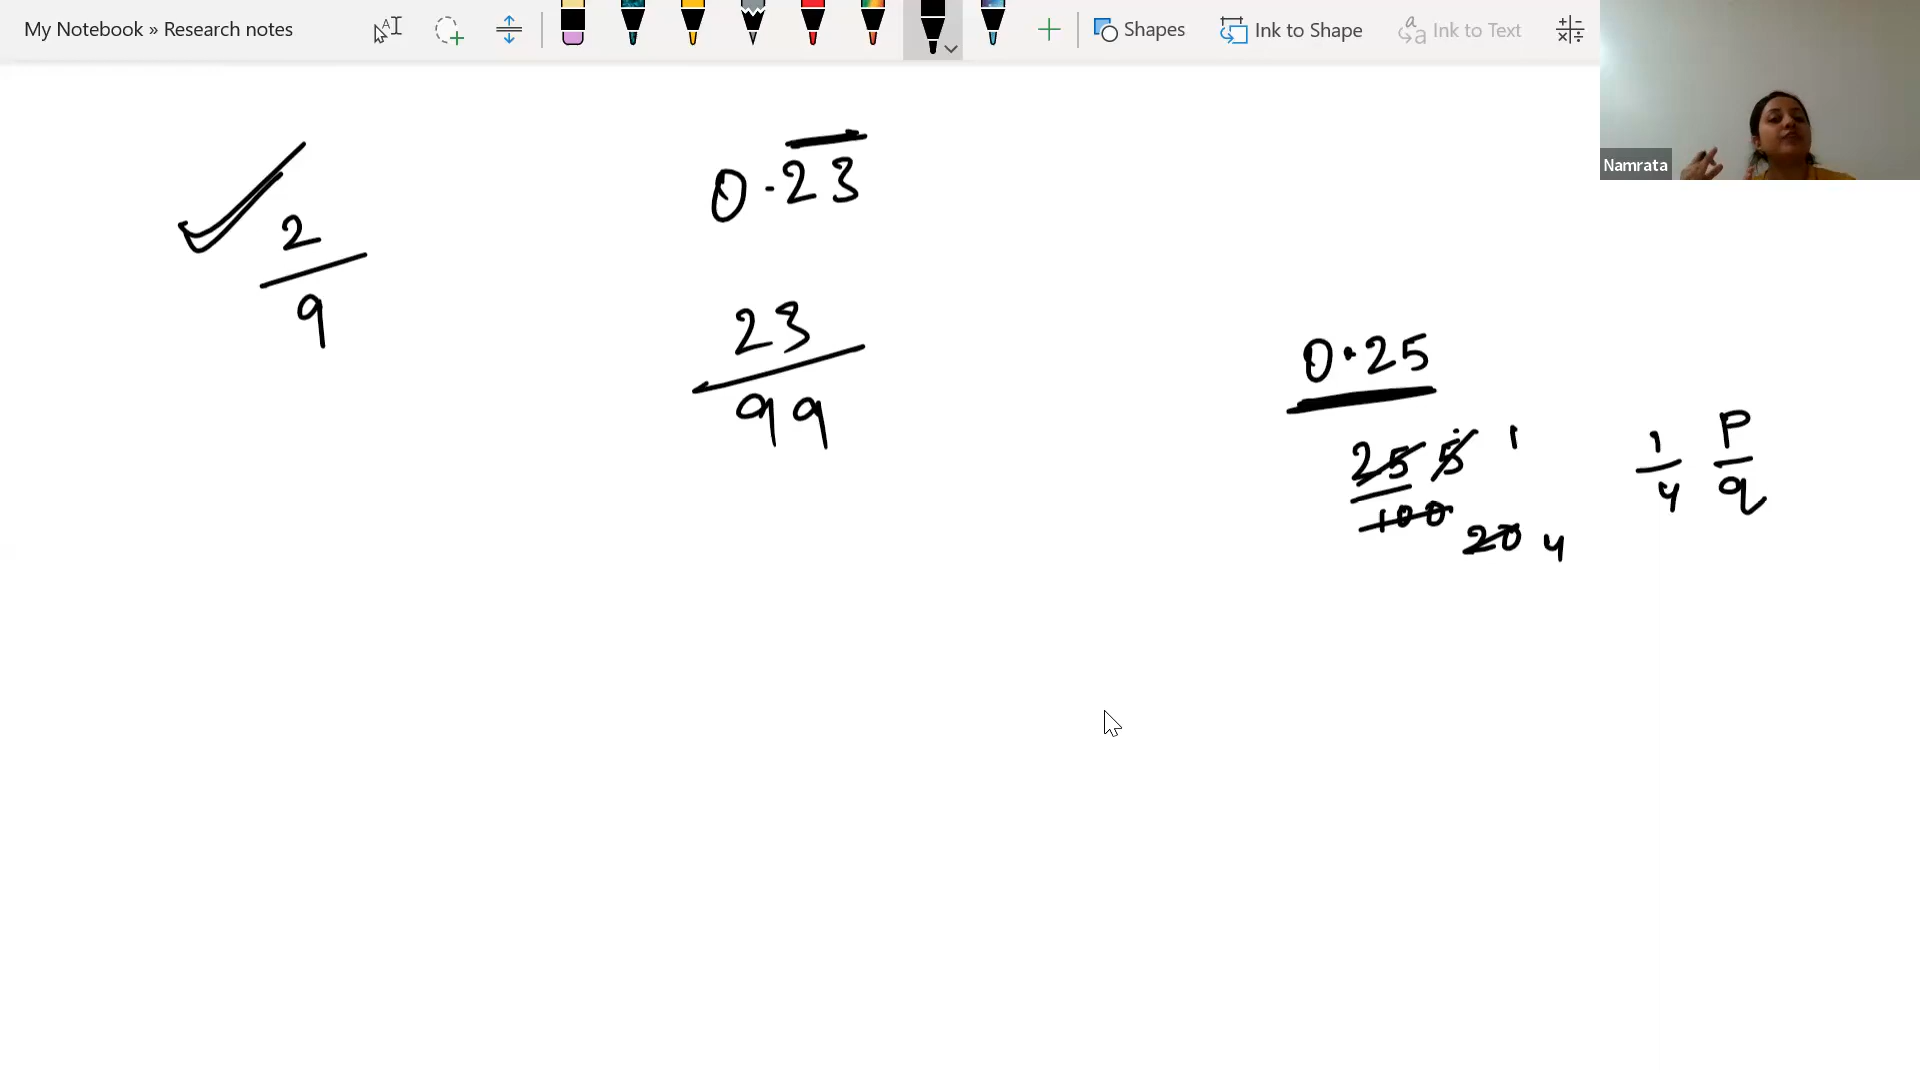 My Notebook » Research notes
Shapes
Ink to Shape
Ink to Text
Namrata
2
9
0.23
23
99
0.25
25 5 1
100 20 4
1
4
P
q